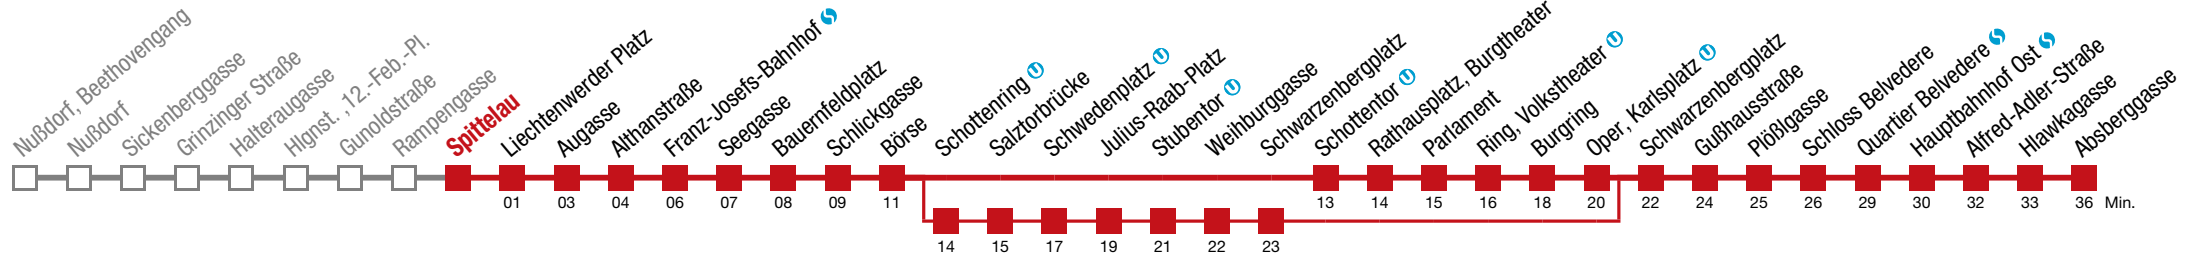 Nußdorf, Beethovengang
Nußdorf
Sickenberggasse
Grinzinger Straße
Halteraugasse
Hlgnst. , 12.-Feb.-Pl.
Gunoldstraße
Rampengasse
Spittelau
Liechtenwerder Platz
Augasse
Althanstraße
Franz-Josefs-Bahnhof S
Seegasse
Bauernfeldplatz
Schlickgasse
Börse
Schottenring U
Salztorbrücke
Schwedenplatz U
Julius-Raab-Platz
Stubentor U
Weihburggasse
Schwarzenbergplatz
Schottentor U
Rathausplatz, Burgtheater
Parlament
Ring, Volkstheater U
Burgring
Oper, Karlsplatz U
Schwarzenbergplatz
Gußhausstraße
Plößlgasse
Schloss Belvedere
Quartier Belvedere S
Hauptbahnhof Ost S
Alfred-Adler-Straße
Hlawkagasse
Absberggasse
01 03 04 06 07 08 09 11 13 14 15 16 18 20 22 24 25 26 29 30 32 33 36 Min.
14 15 17 19 21 22 23